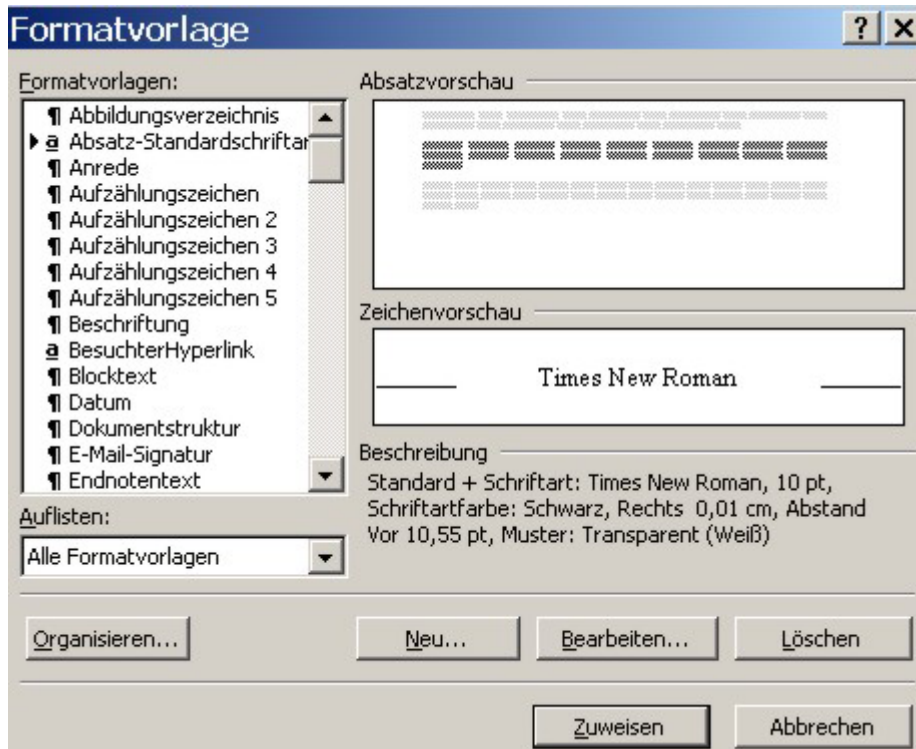 Formatvorlage
Formatvorlagen:
¶ Abbildungsverzeichnis
a Absatz-Standardschriftar
¶ Anrede
¶ Aufzählungszeichen
¶ Aufzählungszeichen 2
¶ Aufzählungszeichen 3
¶ Aufzählungszeichen 4
¶ Aufzählungszeichen 5
¶ Beschriftung
a BesuchterHyperlink
¶ Blocktext
¶ Datum
¶ Dokumentstruktur
¶ E-Mail-Signatur
¶ Endnotentext
Auflisten:
Alle Formatvorlagen
Absatzvorschau
Zeichenvorschau
Times New Roman
Beschreibung
Standard + Schriftart: Times New Roman, 10 pt,
Schriftartfarbe: Schwarz, Rechts 0,01 cm, Abstand
Vor 10,55 pt, Muster: Transparent (Weiß)
Organisieren...
Neu...
Bearbeiten...
Löschen
Zuweisen
Abbrechen